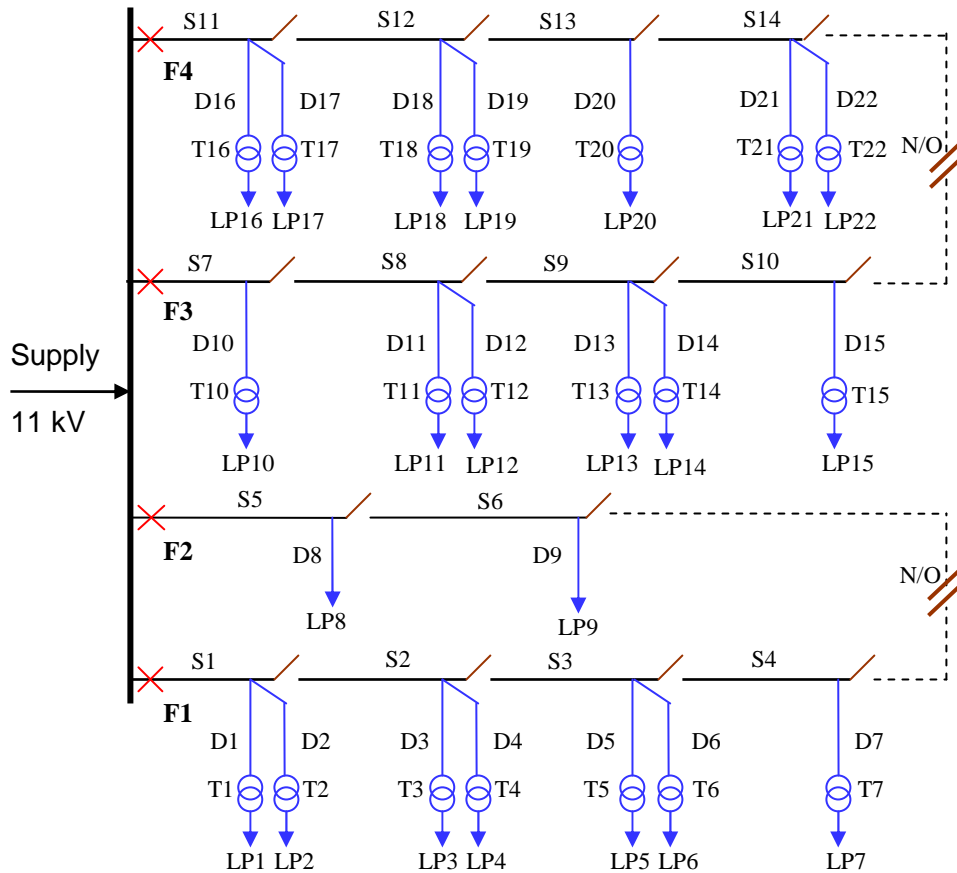 S11 S12 S13 S14
F4
D16 D17 D18 D19 D20 D21 D22
T16 T17 T18 T19 T20 T21 T22
N/O
LP16 LP17 LP18 LP19 LP20 LP21 LP22
S7 S8 S9 S10
F3
D10 D11 D12 D13 D14 D15
Supply
T10 T11 T12 T13 T14 T15
11 kV
LP10 LP11 LP12 LP13 LP14 LP15
S5 S6
F2
D8 D9
N/O
LP8 LP9
S1 S2 S3 S4
F1
D1 D2 D3 D4 D5 D6 D7
T1 T2 T3 T4 T5 T6 T7
LP1 LP2 LP3 LP4 LP5 LP6 LP7